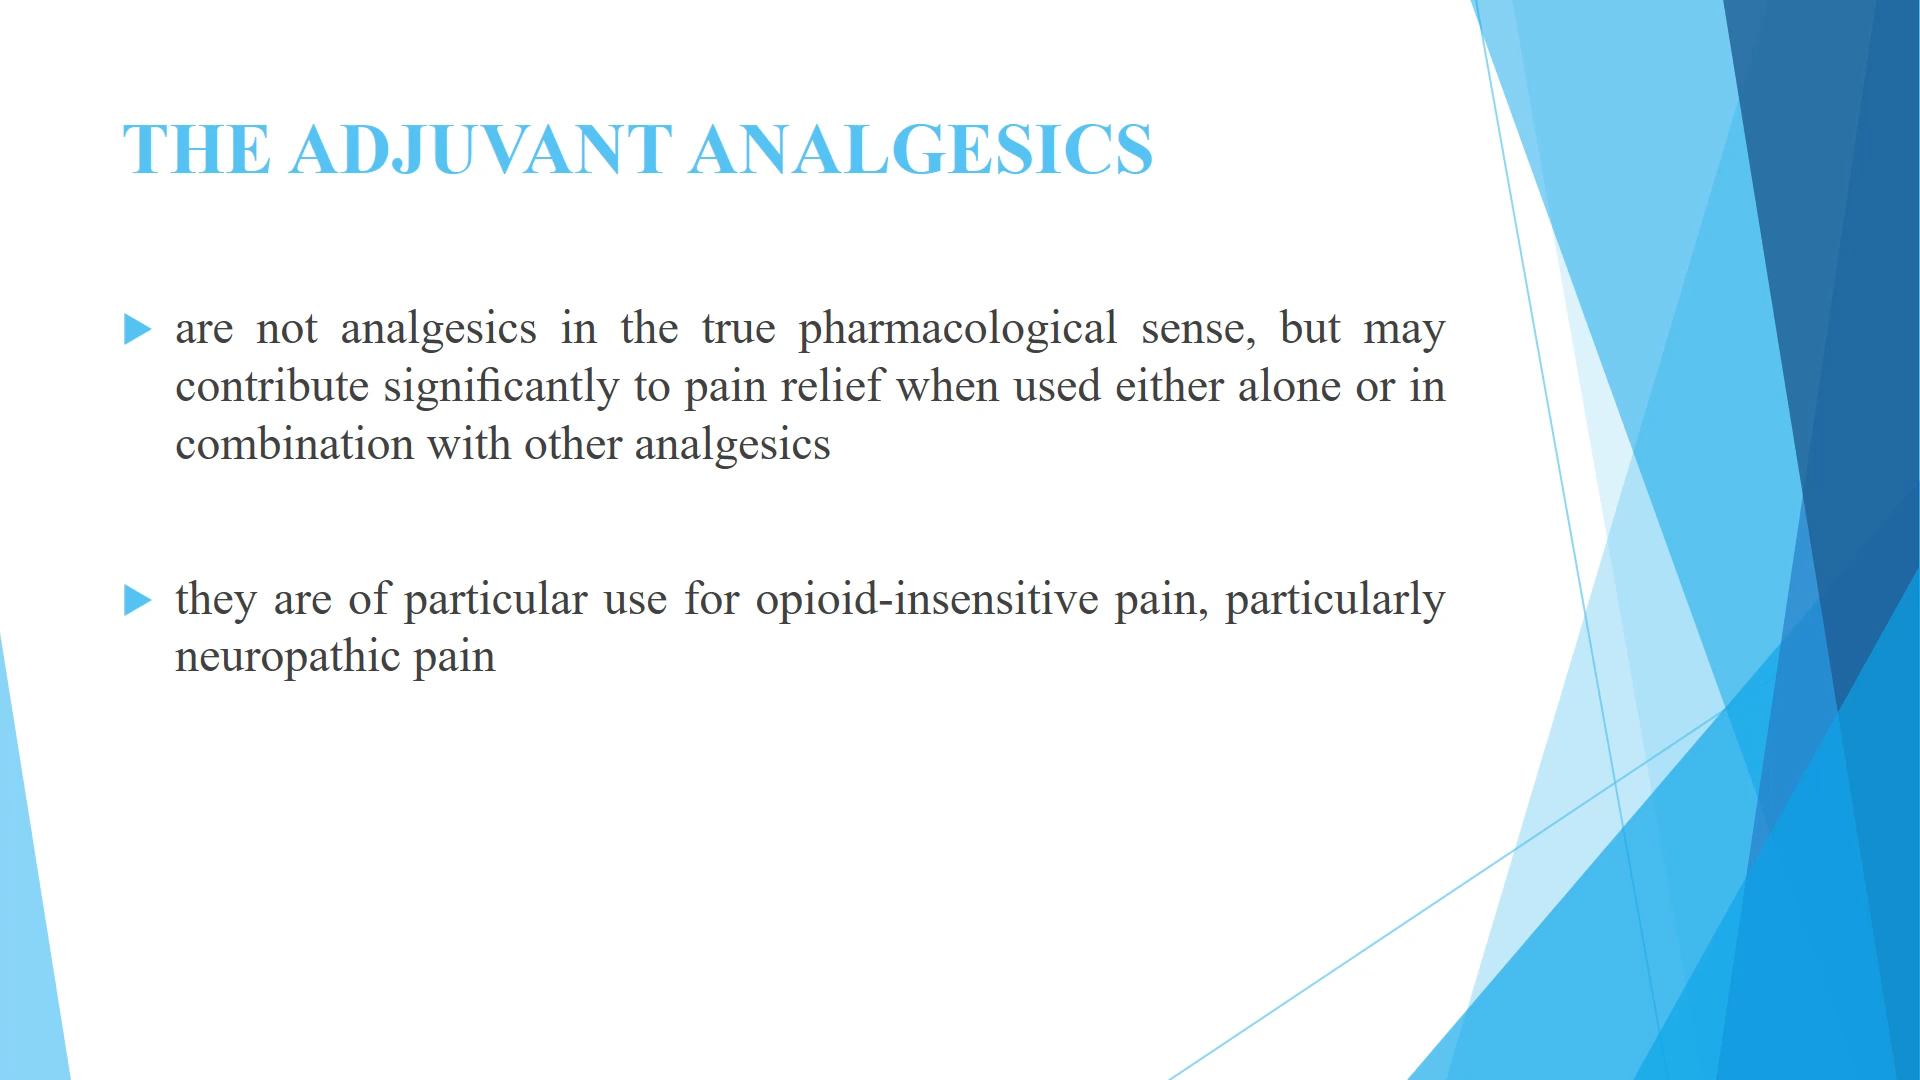 THE ADJUVANT ANALGESICS
are not analgesics in the true pharmacological sense, but may
contribute significantly to pain relief when used either alone or in
combination with other analgesics
they are of particular use for opioid-insensitive pain, particularly
neuropathic pain